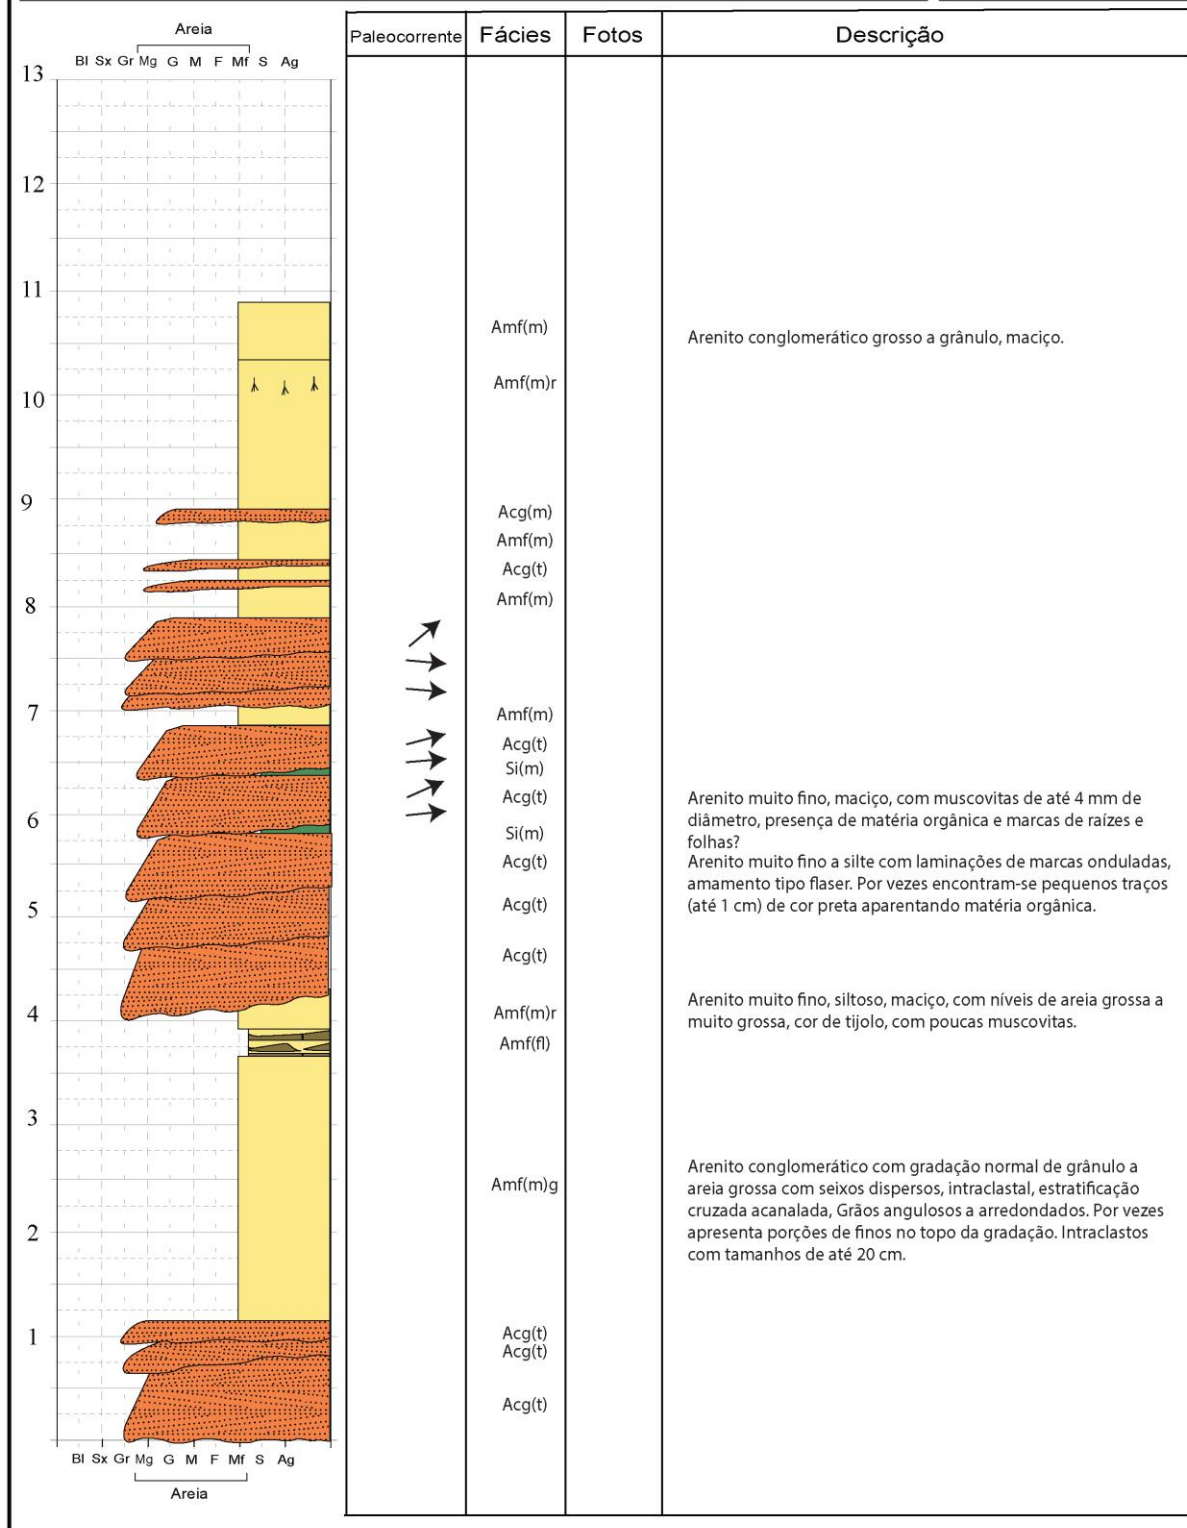 Areia
Bl Sx Gr Mg G M F Mf S Ag
Paleocorrente Fácies Fotos Descrição
13
12
11
Amf(m)
Arenito conglomerático grosso a grânulo, maciço.
Amf(m)r
10
9
Acg(m)
Amf(m)
Acg(t)
Amf(m)
8
7
Amf(m)
Acg(t)
Si(m)
Acg(t)
6
Si(m)
Acg(t)
Arenito muito fino, maciço, com muscovitas de até 4 mm de
diâmetro, presença de matéria orgânica e marcas de raízes e
folhas?
Arenito muito fino a silte com laminações de marcas onduladas,
amamento tipo flaser. Por vezes encontram-se pequenos traços
(até 1 cm) de cor preta aparentando matéria orgânica.
5
Acg(t)
Acg(t)
4
Amf(m)r
Amf(fl)
Arenito muito fino, siltoso, maciço, com níveis de areia grossa a
muito grossa, cor de tijolo, com poucas muscovitas.
3
Amf(m)g
Arenito conglomerático com gradação normal de grânulo a
areia grossa com seixos dispersos, intraclastal, estratificação
cruzada acanalada, Grãos angulosos a arredondados. Por vezes
apresenta porções de finos no topo da gradação. Intraclastos
com tamanhos de até 20 cm.
2
1
Acg(t)
Acg(t)
Acg(t)
Bl Sx Gr Mg G M F Mf S Ag
Areia